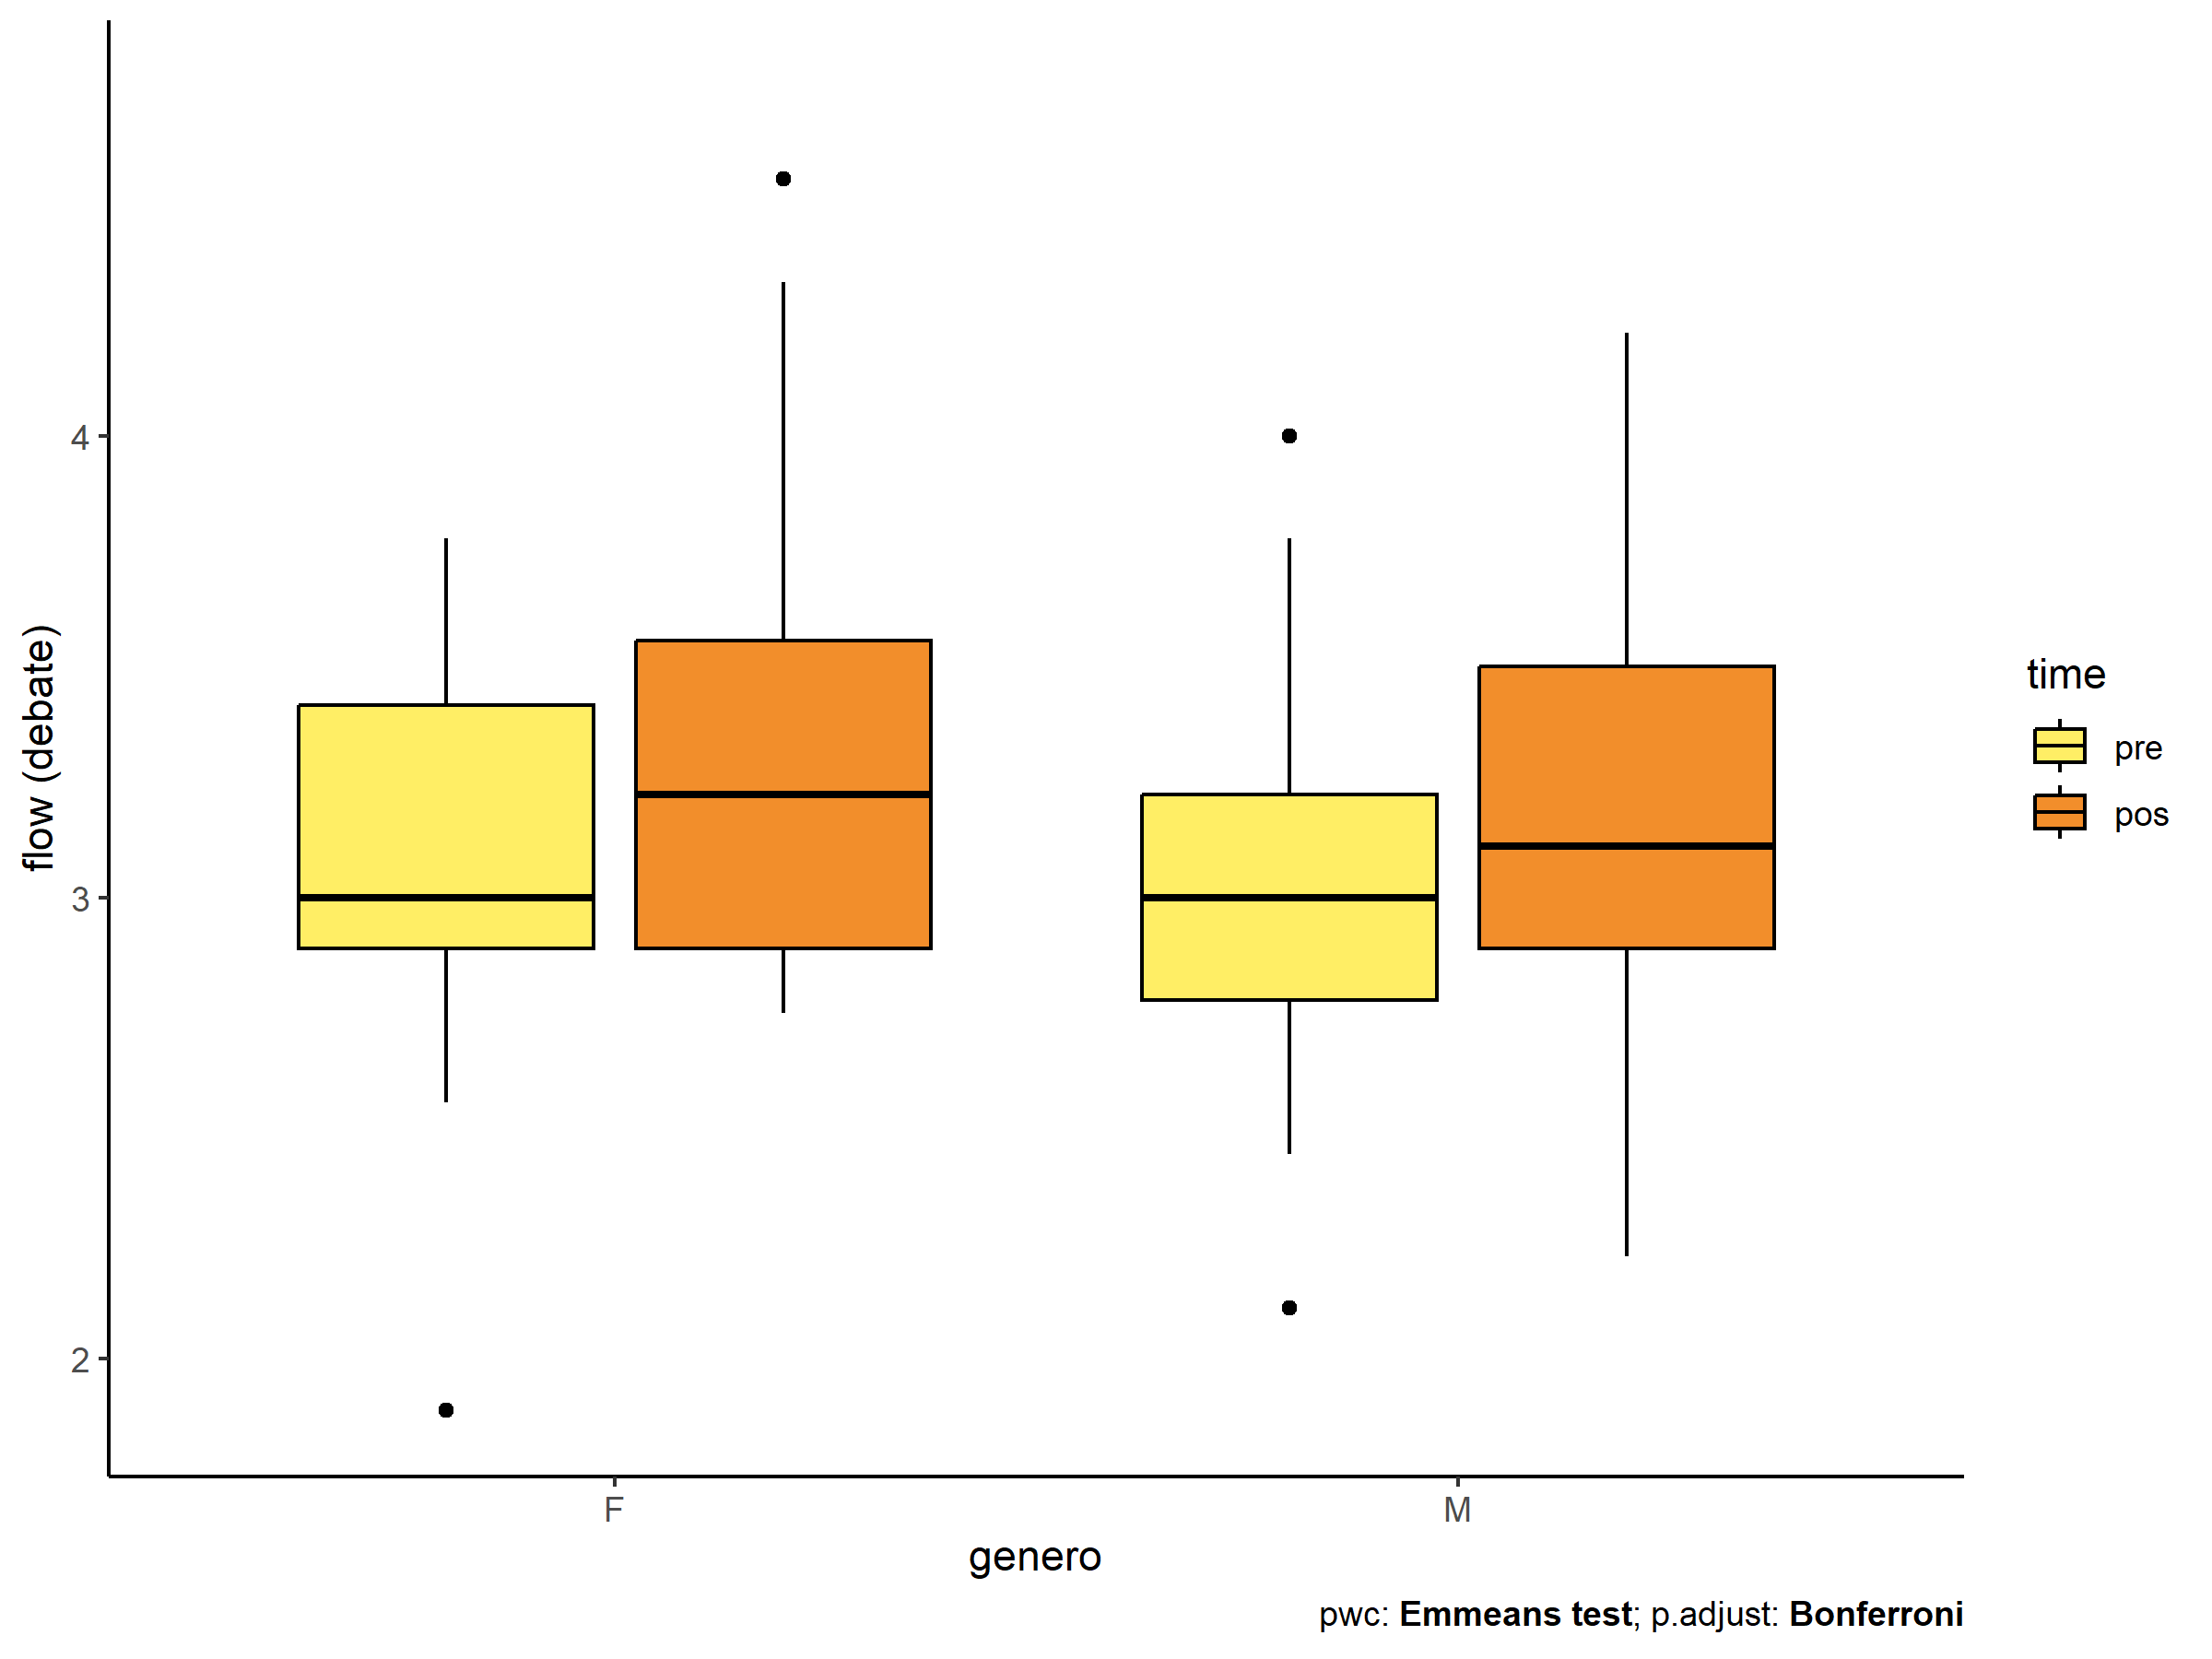 flow (debate)
4
3
2
F
M
genero
time
pre
pos
pwc: Emmeans test; p.adjust: Bonferroni